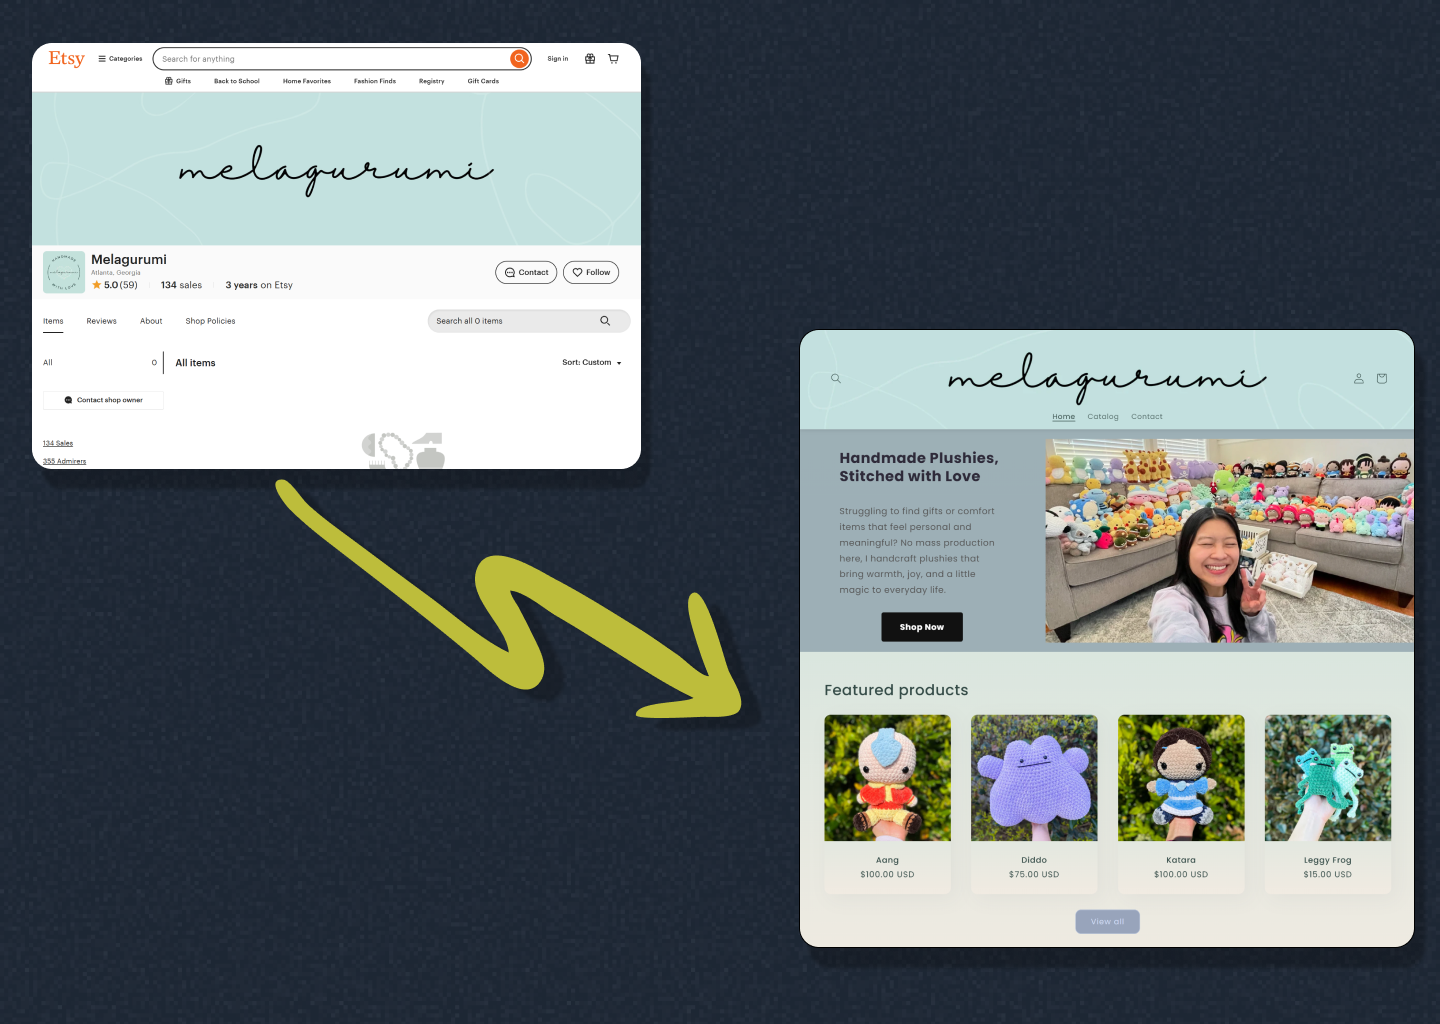 Etsy
Categories
Search for anything
Sign in
Gifts
Back to School
Home Favorites
Fashion Finds
Registry
Gift Cards
melagurumi
HANDMADE
melagurumi
WITH LOVE
Melagurumi
Atlanta, Georgia
5.0 (59)
134 sales
3 years on Etsy
Contact
Follow
Items
Reviews
About
Shop Policies
Search all 0 items
All 0
All items
Sort: Custom
Contact shop owner
134 Sales
355 Admirers
melagurumi
Home
Catalog
Contact
Handmade Plushies,
Stitched with Love
Struggling to find gifts or comfort
items that feel personal and
meaningful? No mass production
here, I handcraft plushies that
bring warmth, joy, and a little
magic to everyday life.
Shop Now
Featured products
Aang
$100.00 USD
Diddo
$75.00 USD
Katara
$100.00 USD
Leggy Frog
$15.00 USD
View all